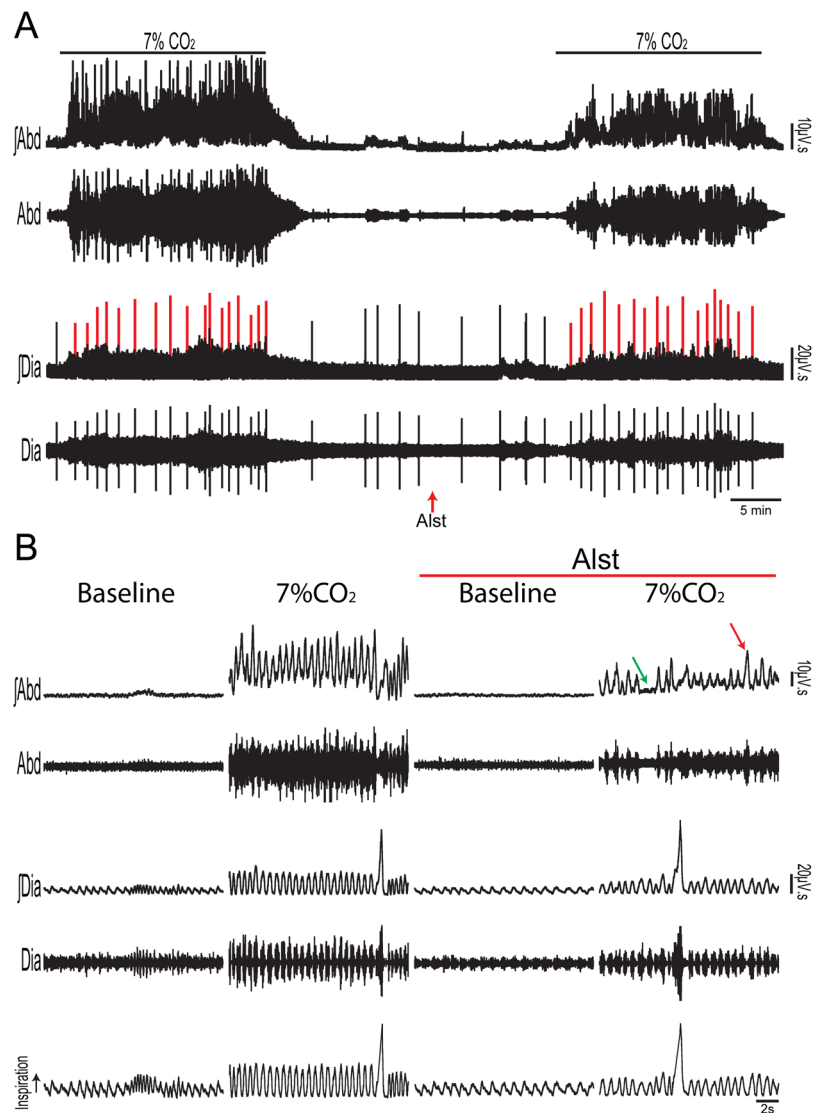 A
7% CO₂ 7% CO₂
∫Abd
10µV.s
Abd
∫Dia
20µV.s
Dia
Alst
5 min
B
Alst
Baseline 7%CO₂ Baseline 7%CO₂
∫Abd
10µV.s
Abd
∫Dia
20µV.s
Dia
Inspiration
2s